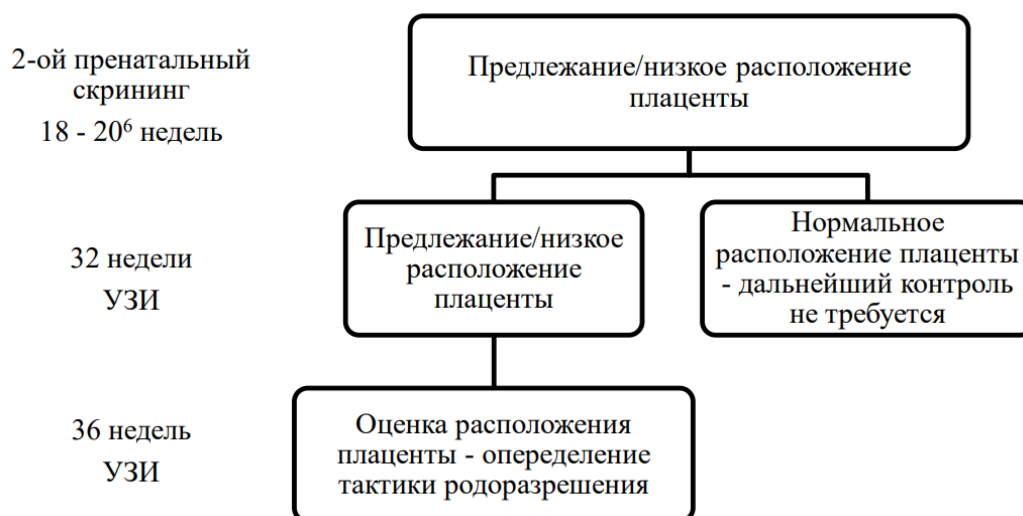 2-ой пренатальный
скрининг
18 - 20⁶ недель
Предлежание/низкое расположение
плаценты
32 недели
УЗИ
Предлежание/низкое
расположение
плаценты
Нормальное
расположение плаценты
- дальнейший контроль
не требуется
36 недель
УЗИ
Оценка расположения
плаценты - опеределение
тактики родоразрешения